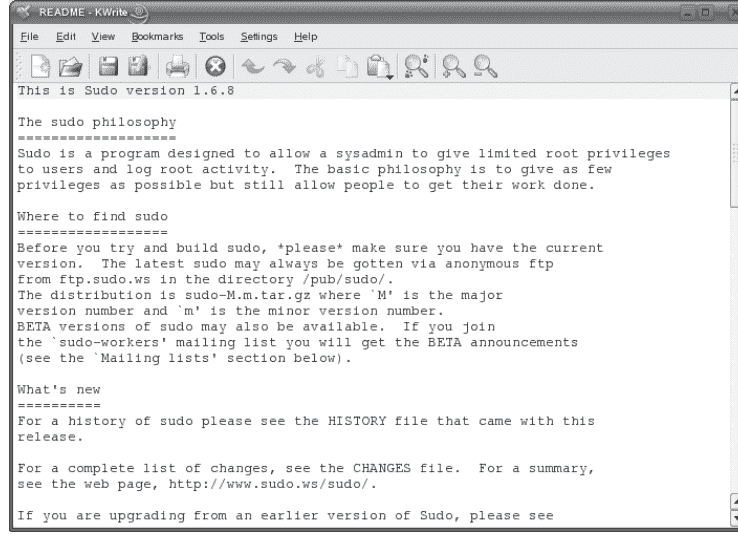 README - KWrite
File Edit View Bookmarks Tools Settings Help
This is Sudo version 1.6.8
The sudo philosophy
===================
Sudo is a program designed to allow a sysadmin to give limited root privileges
to users and log root activity.  The basic philosophy is to give as few
privileges as possible but still allow people to get their work done.
Where to find sudo
==================
Before you try and build sudo, *please* make sure you have the current
version.  The latest sudo may always be gotten via anonymous ftp
from ftp.sudo.ws in the directory /pub/sudo/.
The distribution is sudo-M.m.tar.gz where `M' is the major
version number and `m' is the minor version number.
BETA versions of sudo may also be available.  If you join
the `sudo-workers' mailing list you will get the BETA announcements
(see the `Mailing lists' section below).
What's new
==========
For a history of sudo please see the HISTORY file that came with this
release.
For a complete list of changes, see the CHANGES file.  For a summary,
see the web page, http://www.sudo.ws/sudo/.
If you are upgrading from an earlier version of Sudo, please see